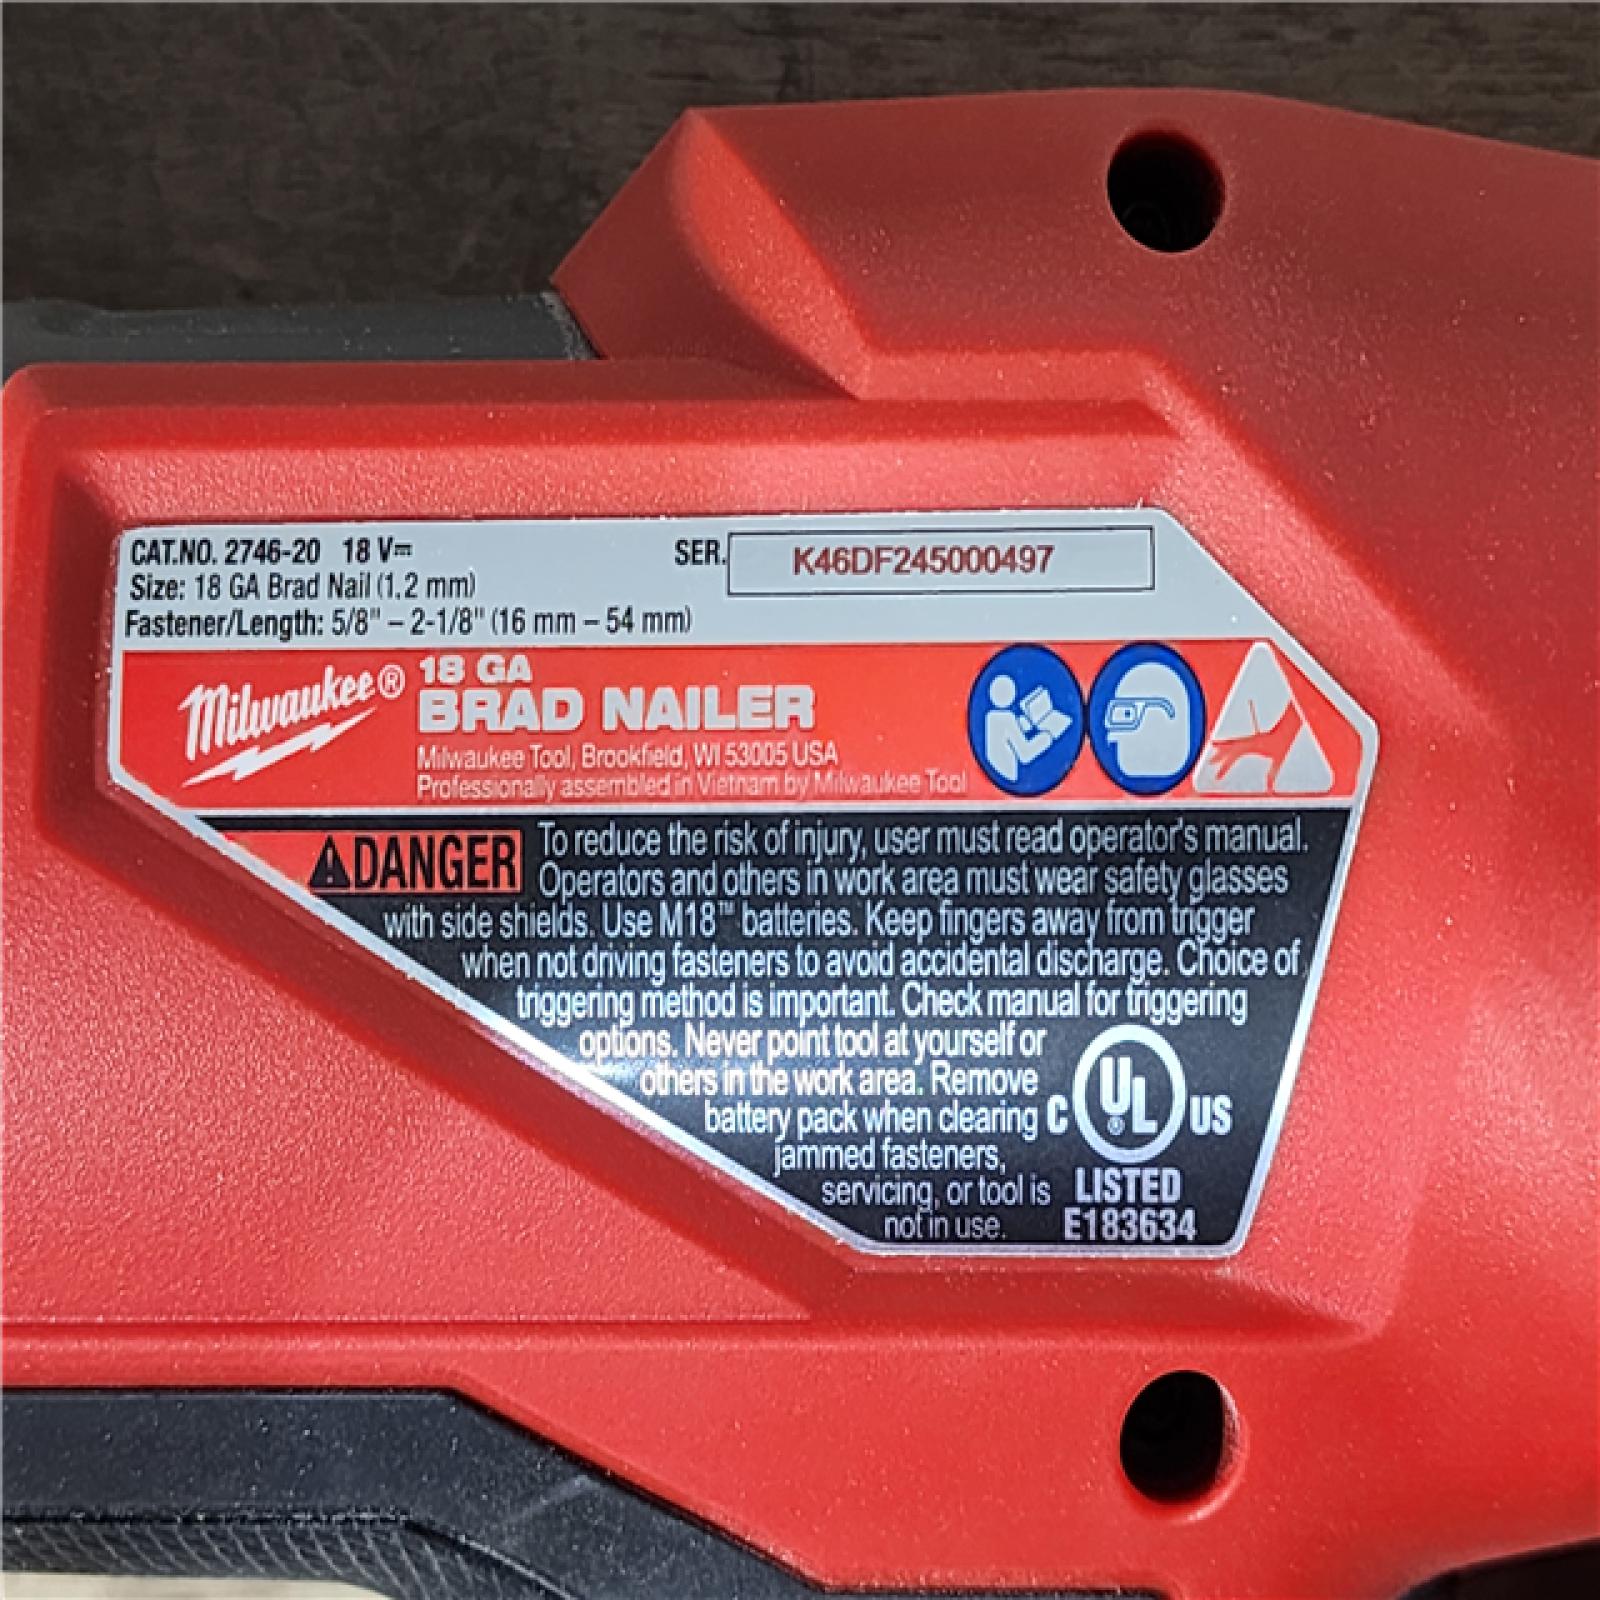 CAT.NO. 2746-20 18 V⎓
SER. K46DF245000497
Size: 18 GA Brad Nail (1,2 mm)
Fastener/Length: 5/8" – 2-1/8" (16 mm – 54 mm)
Milwaukee®
18 GA
BRAD NAILER
Milwaukee Tool, Brookfield, WI 53005 USA
Professionally assembled in Vietnam by Milwaukee Tool
⚠DANGER To reduce the risk of injury, user must read operator's manual.
Operators and others in work area must wear safety glasses
with side shields. Use M18™ batteries. Keep fingers away from trigger
when not driving fasteners to avoid accidental discharge. Choice of
triggering method is important. Check manual for triggering
options. Never point tool at yourself or
others in the work area. Remove
battery pack when clearing
jammed fasteners,
servicing, or tool is
not in use.
C UL® US
LISTED
E183634